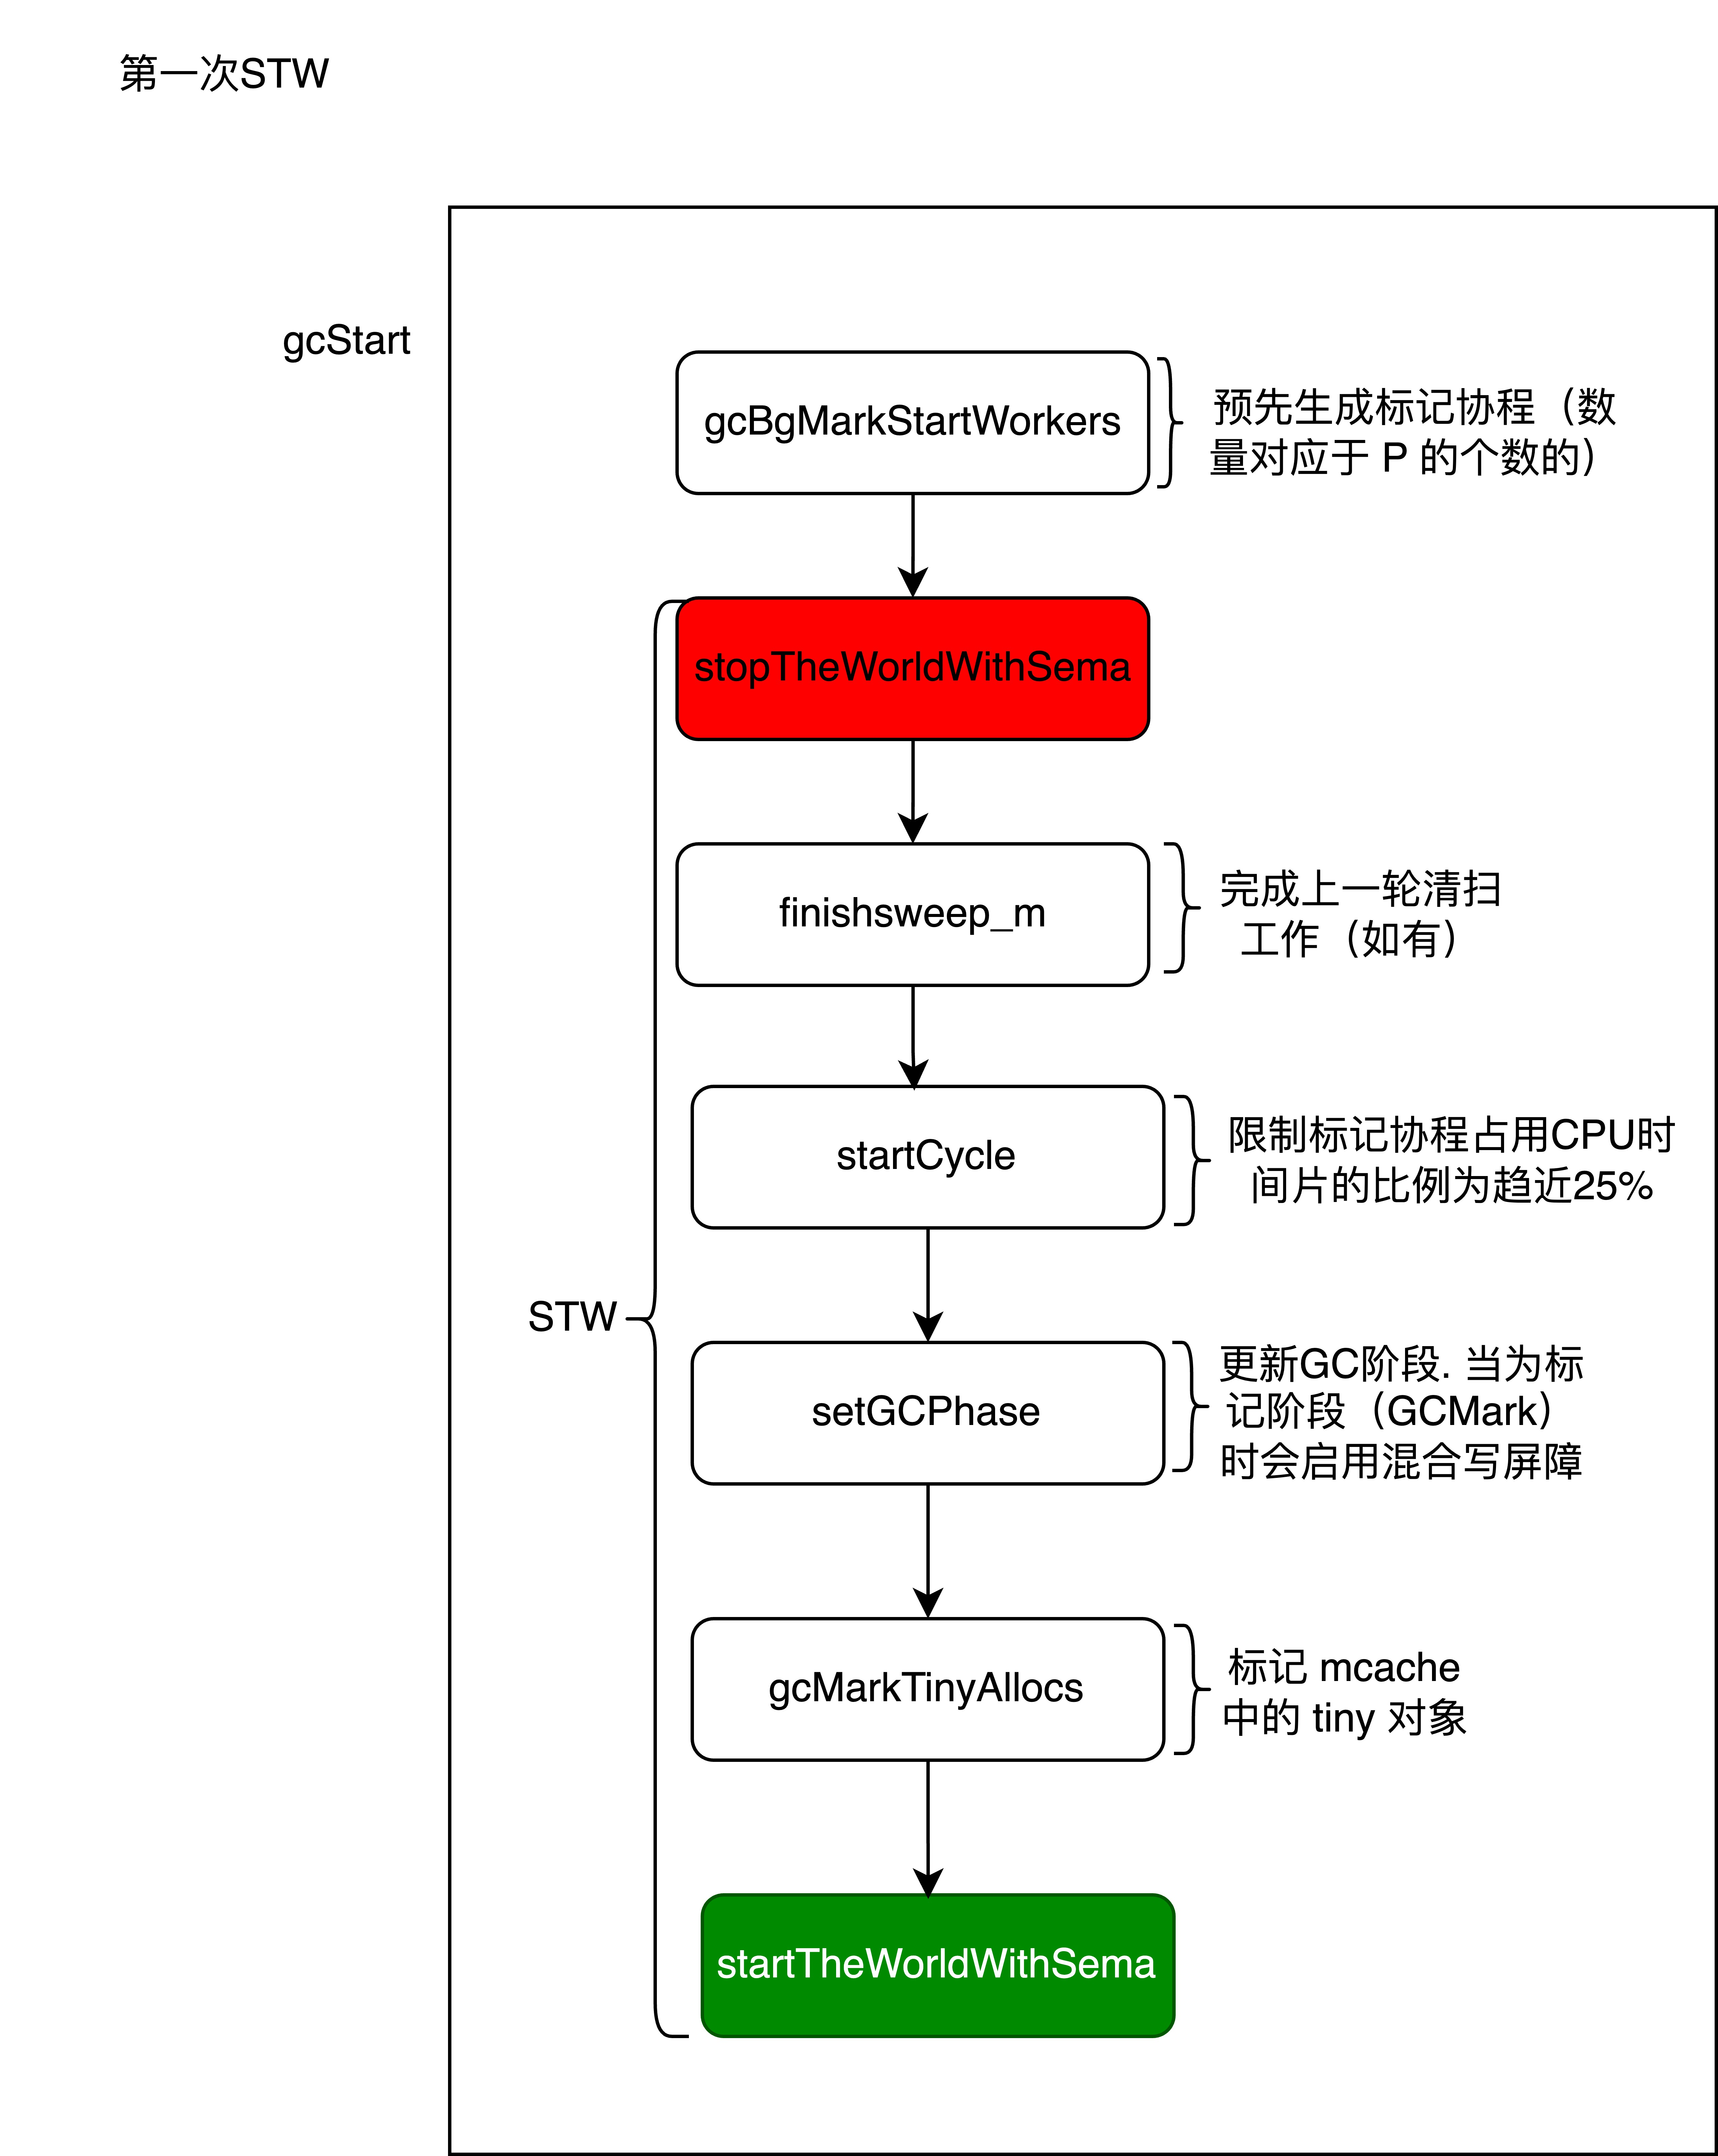 第一次STW
gcStart
gcBgMarkStartWorkers
预先生成标记协程（数
量对应于 P 的个数的）
stopTheWorldWithSema
finishsweep_m
完成上一轮清扫
工作（如有）
startCycle
限制标记协程占用CPU时
间片的比例为趋近25%
STW
setGCPhase
更新GC阶段. 当为标
记阶段（GCMark）
时会启用混合写屏障
gcMarkTinyAllocs
标记 mcache
中的 tiny 对象
startTheWorldWithSema